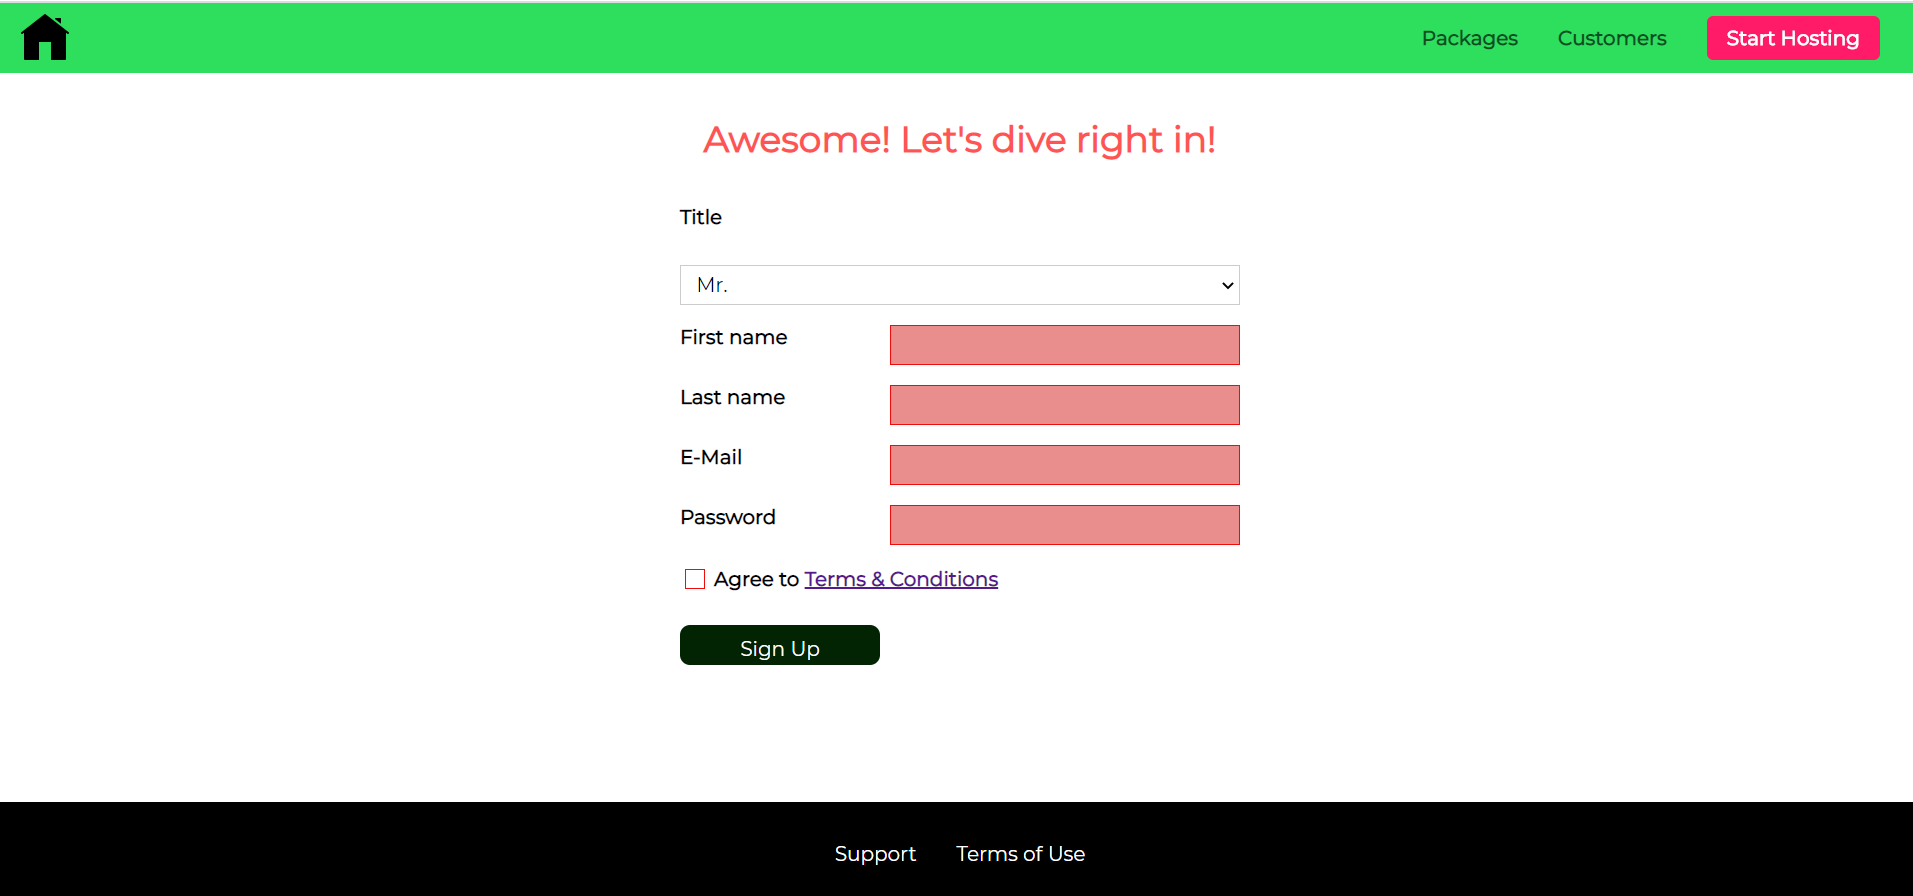 Packages Customers Start Hosting
Awesome! Let's dive right in!
Title
Mr.
First name
Last name
E-Mail
Password
Agree to Terms & Conditions
Sign Up
Support Terms of Use